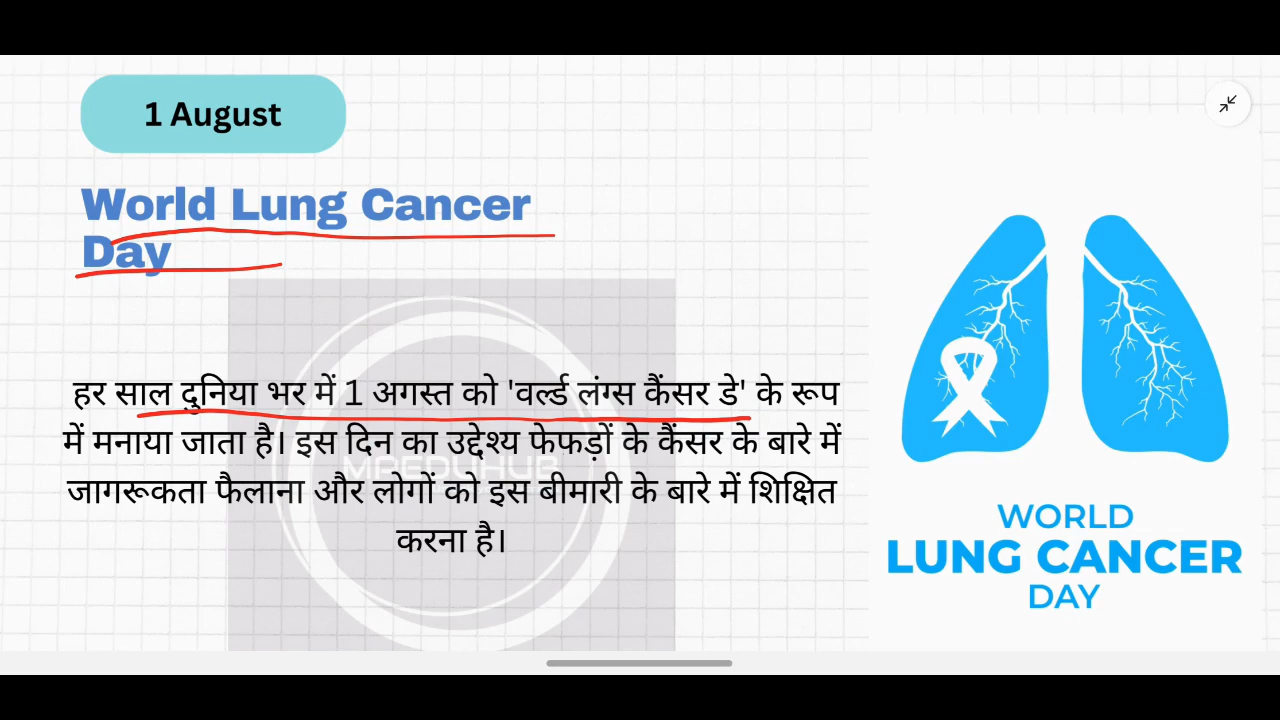 1 August
World Lung Cancer
Day
हर साल दुनिया भर में 1 अगस्त को 'वर्ल्ड लंग्स कैंसर डे' के रूप
में मनाया जाता है। इस दिन का उद्देश्य फेफड़ों के कैंसर के बारे में
जागरूकता फैलाना और लोगों को इस बीमारी के बारे में शिक्षित
करना है।
WORLD
LUNG CANCER
DAY